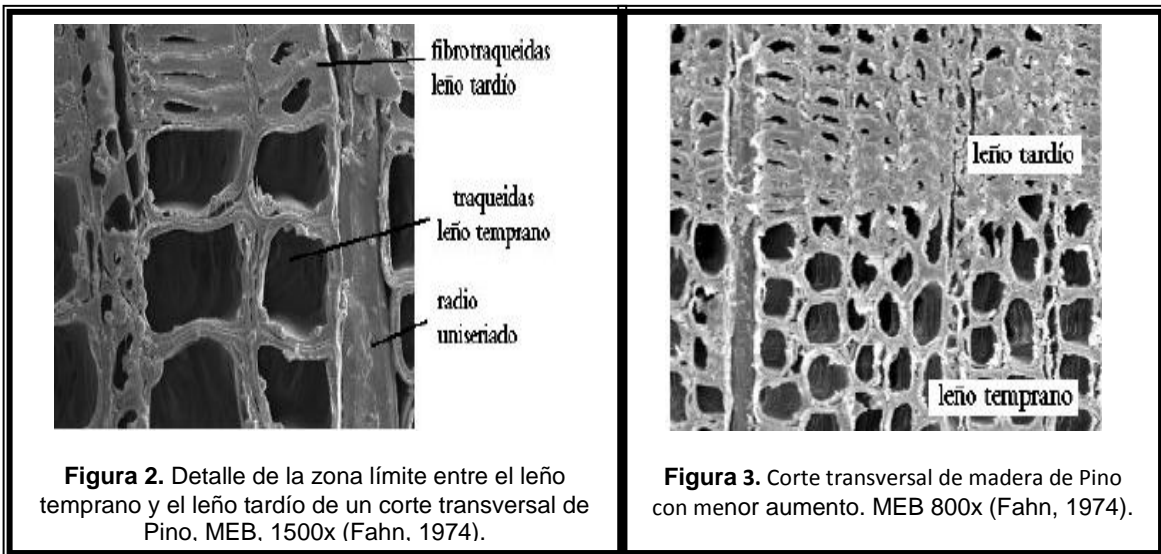 fibrotraqueidas
leño tardío
traqueidas
leño temprano
radio
uniseriado
Figura 2. Detalle de la zona límite entre el leño
temprano y el leño tardío de un corte transversal de
Pino, MEB, 1500x (Fahn, 1974).
leño tardío
leño temprano
Figura 3. Corte transversal de madera de Pino
con menor aumento. MEB 800x (Fahn, 1974).